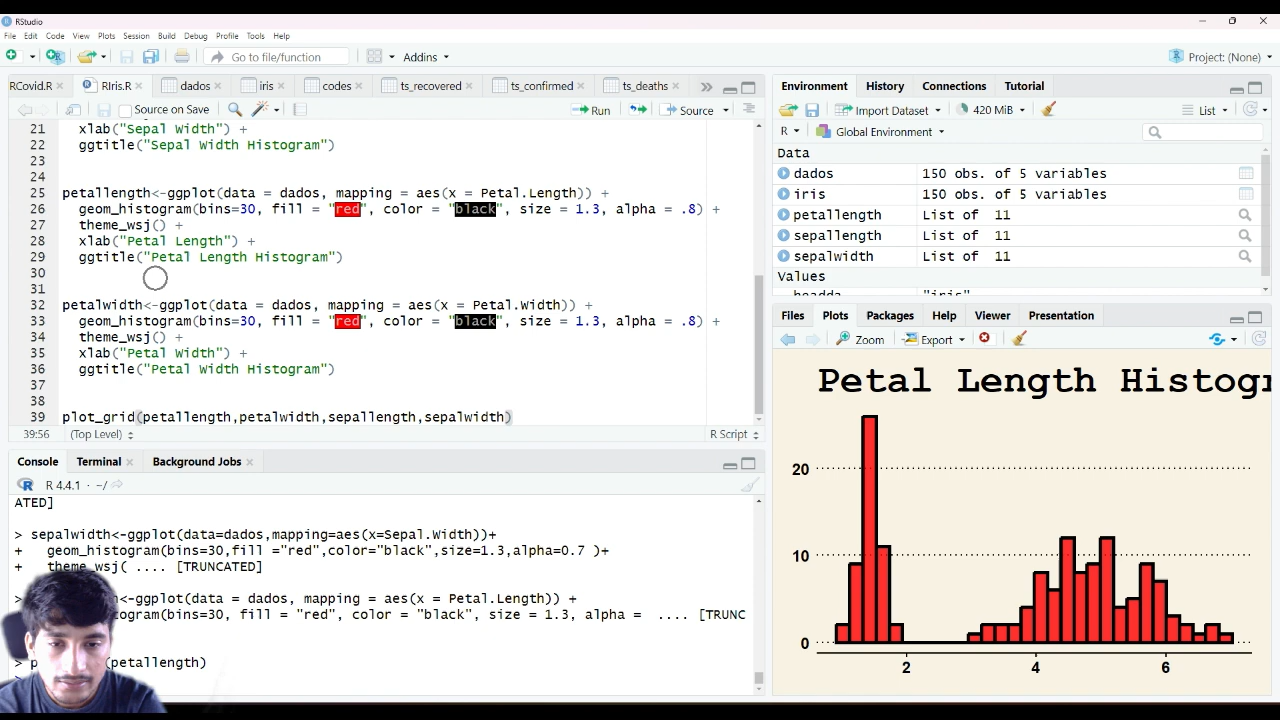 RStudio
File Edit Code View Plots Session Build Debug Profile Tools Help
Go to file/function Addins Project: (None)
RCovid.R RIris.R dados iris codes ts_recovered ts_confirmed ts_deaths
Source on Save Run Source
21 xlab("Sepal Width") +
22 ggtitle("Sepal Width Histogram")
23
24
25 petallength<-ggplot(data = dados, mapping = aes(x = Petal.Length)) +
26 geom_histogram(bins=30, fill = "red", color = "black", size = 1.3, alpha = .8) +
27 theme_wsj() +
28 xlab("Petal Length") +
29 ggtitle("Petal Length Histogram")
30
31
32 petalwidth<-ggplot(data = dados, mapping = aes(x = Petal.Width)) +
33 geom_histogram(bins=30, fill = "red", color = "black", size = 1.3, alpha = .8) +
34 theme_wsj() +
35 xlab("Petal Width") +
36 ggtitle("Petal Width Histogram")
37
38
39 plot_grid(petallength,petalwidth,sepallength,sepalwidth)
39:56 (Top Level) R Script
Console Terminal Background Jobs
R 4.4.1 · ~/
ATED]
> sepalwidth<-ggplot(data=dados,mapping=aes(x=Sepal.Width))+
+ geom_histogram(bins=30,fill ="red",color="black",size=1.3,alpha=0.7 )+
+ theme_wsj( .... [TRUNCATED]
<-ggplot(data = dados, mapping = aes(x = Petal.Length)) +
(bins=30, fill = "red", color = "black", size = 1.3, alpha = .... [TRUNC
(petallength)
Environment History Connections Tutorial
Import Dataset 420 MiB List
R Global Environment
Data
dados 150 obs. of 5 variables
iris 150 obs. of 5 variables
petallength List of 11
sepallength List of 11
sepalwidth List of 11
Values
"iris"
Files Plots Packages Help Viewer Presentation
Zoom Export
Petal Length Histogr
20
10
0
2 4 6